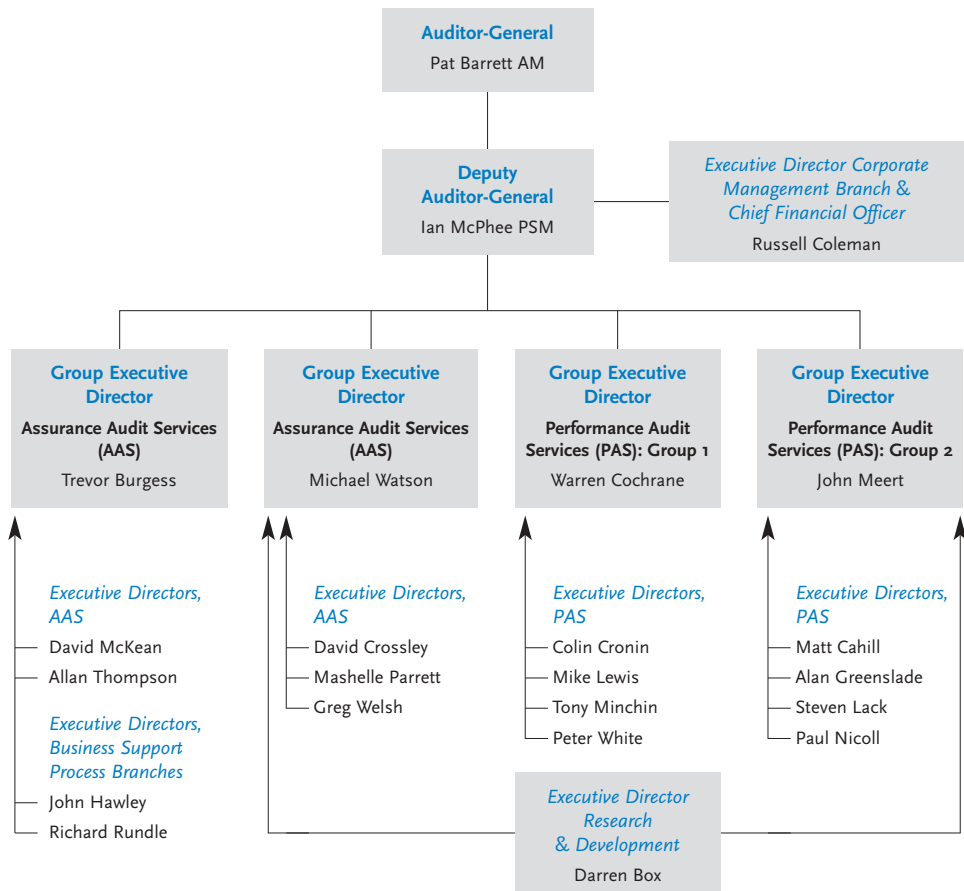 Auditor-General
Pat Barrett AM
Deputy
Auditor-General
Ian McPhee PSM
Executive Director Corporate
Management Branch &
Chief Financial Officer
Russell Coleman
Group Executive
Director
Assurance Audit Services
(AAS)
Trevor Burgess
Group Executive
Director
Assurance Audit Services
(AAS)
Michael Watson
Group Executive
Director
Performance Audit
Services (PAS): Group 1
Warren Cochrane
Group Executive
Director
Performance Audit
Services (PAS): Group 2
John Meert
Executive Directors,
AAS
David McKean
Allan Thompson
Executive Directors,
Business Support
Process Branches
John Hawley
Richard Rundle
Executive Directors,
AAS
David Crossley
Mashelle Parrett
Greg Welsh
Executive Directors,
PAS
Colin Cronin
Mike Lewis
Tony Minchin
Peter White
Executive Directors,
PAS
Matt Cahill
Alan Greenslade
Steven Lack
Paul Nicoll
Executive Director
Research
& Development
Darren Box